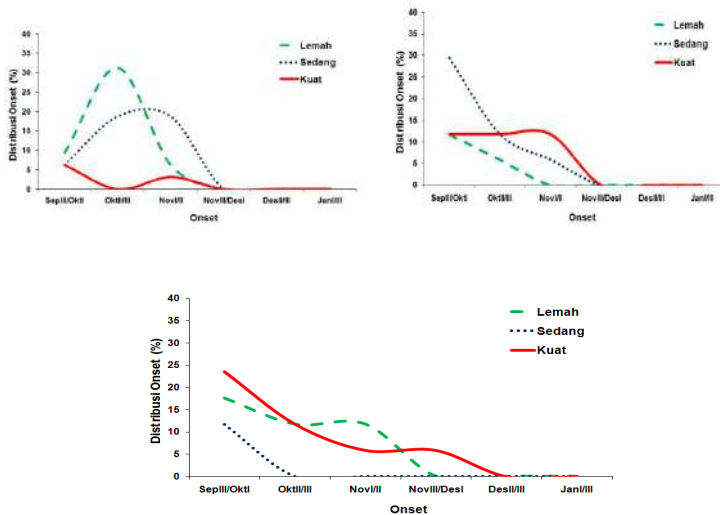 40
35
30
25
20
15
10
5
0
Distribusi Onset (%)
Lemah
Sedang
Kuat
SepIII/OktI
OktII/III
NovI/II
NovIII/DesI
DesII/III
JanI/III
Onset
40
35
30
25
20
15
10
5
0
Distribusi Onset (%)
Lemah
Sedang
Kuat
SepIII/OktI
OktII/III
NovI/II
NovIII/DesI
DesII/III
JanI/III
Onset
40
35
30
25
20
15
10
5
0
Distribusi Onset (%)
Lemah
Sedang
Kuat
SepIII/OktI
OktII/III
NovI/II
NovIII/DesI
DesII/III
JanI/III
Onset